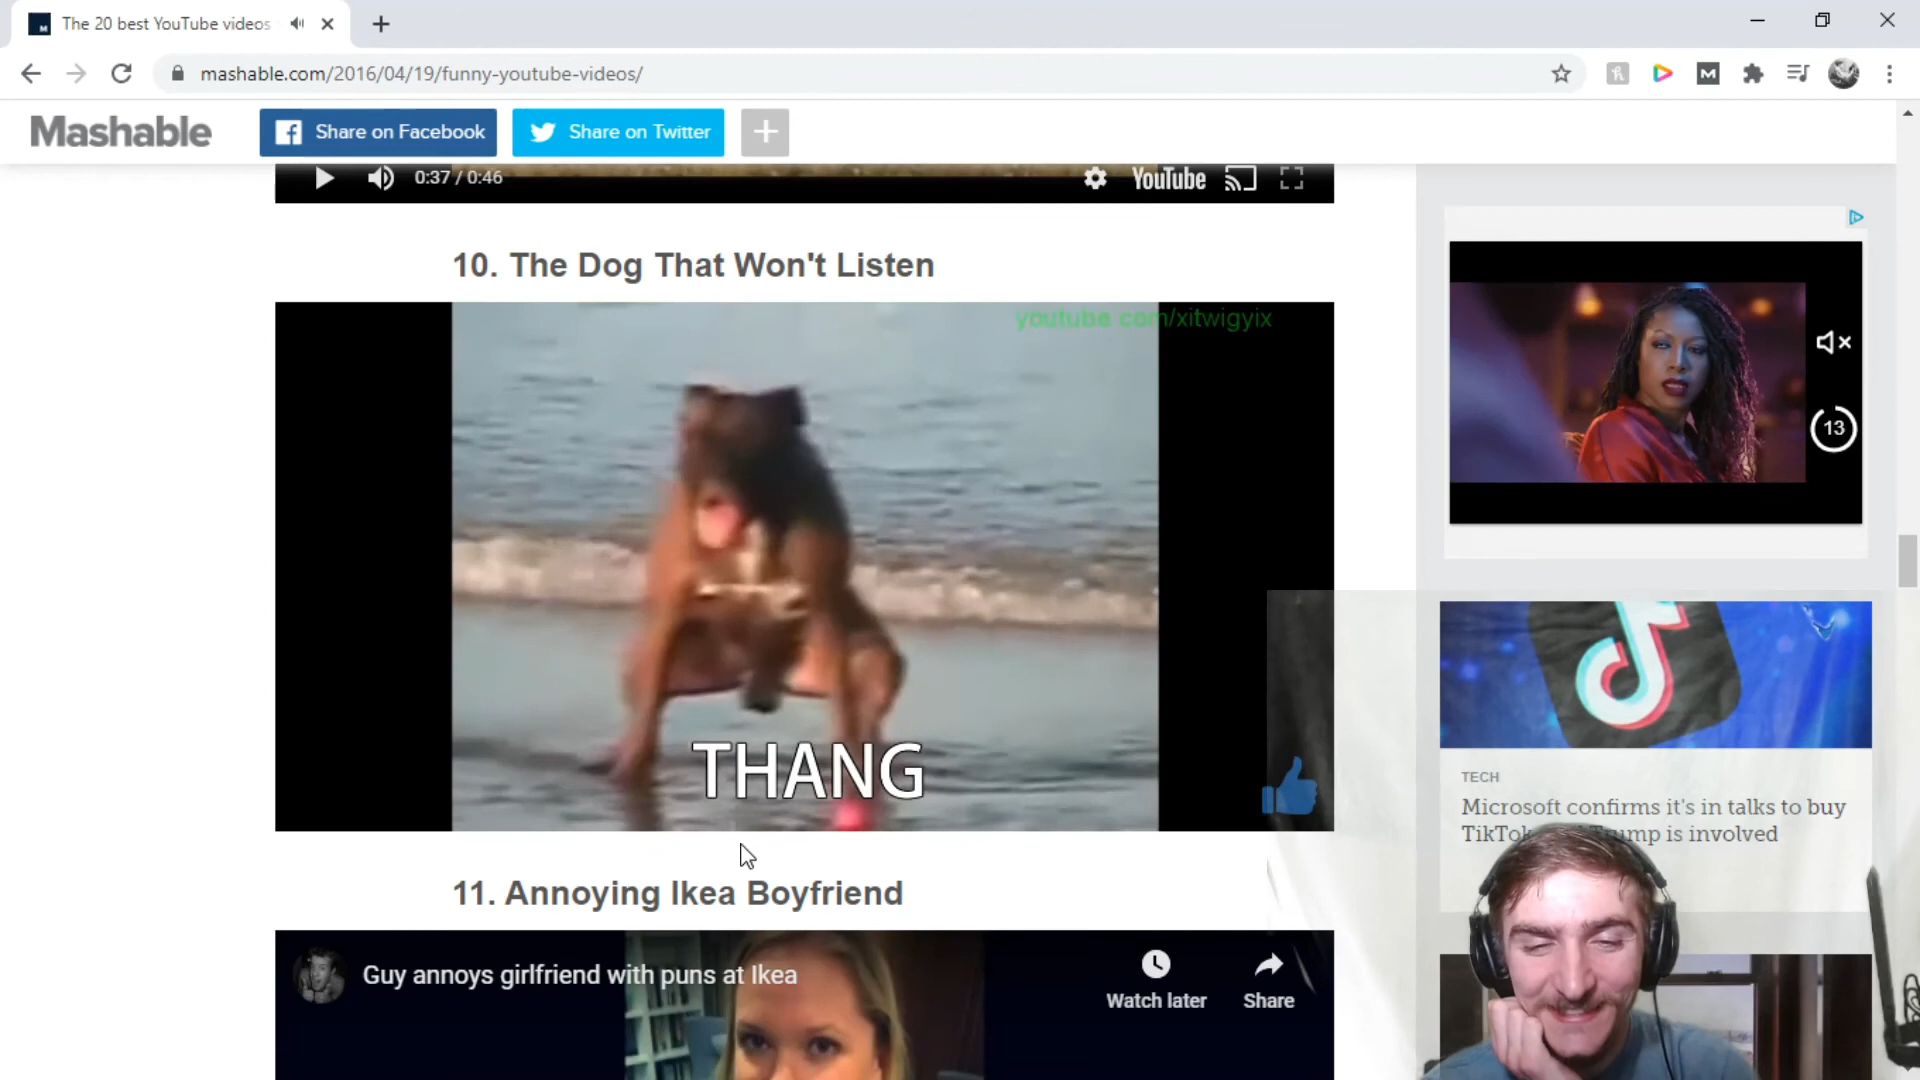 The 20 best YouTube videos
mashable.com/2016/04/19/funny-youtube-videos/
Mashable
Share on Facebook
Share on Twitter
0:37 / 0:46
YouTube
10. The Dog That Won't Listen
youtube.com/xitwigyix
THANG
13
TECH
Microsoft confirms it's in talks to buy
TikTok Trump is involved
11. Annoying Ikea Boyfriend
Guy annoys girlfriend with puns at Ikea
Watch later
Share